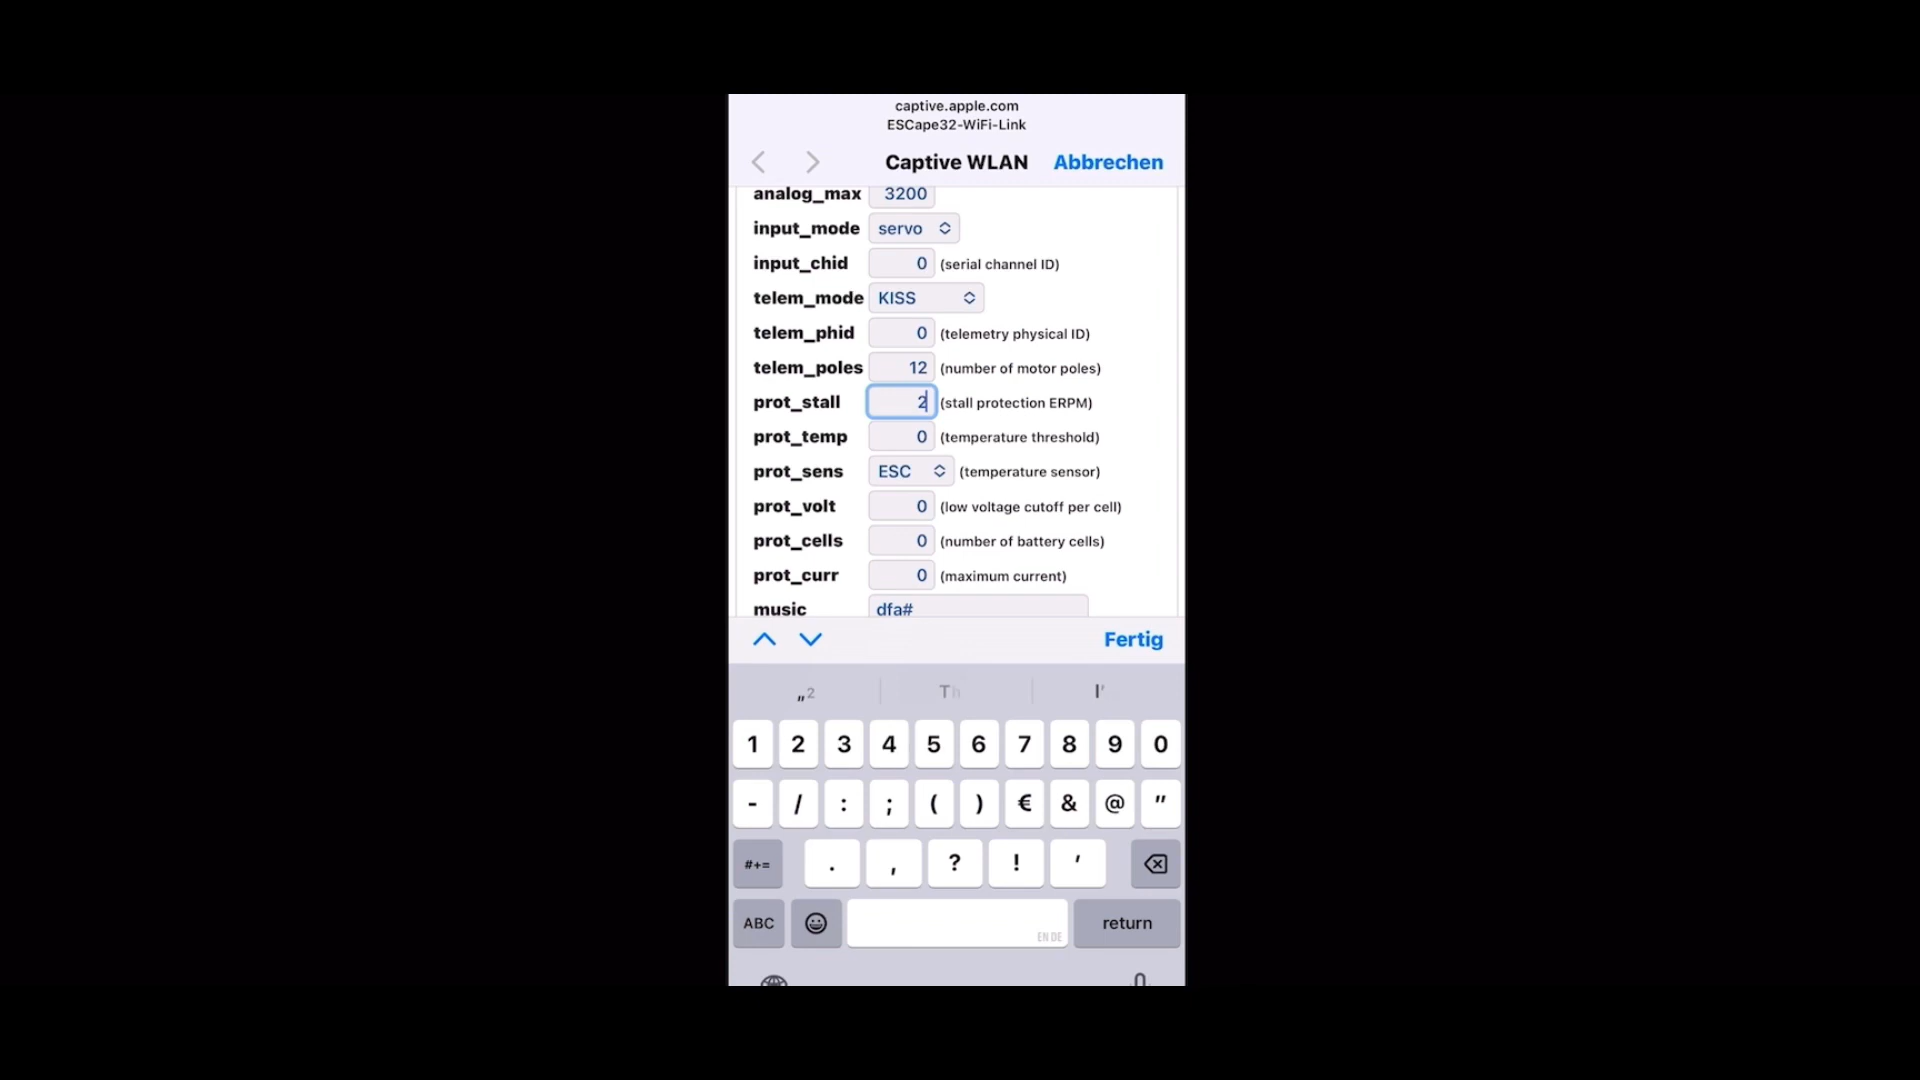 captive.apple.com
ESCape32-WiFi-Link
Captive WLAN Abbrechen
analog_max 3200
input_mode servo
input_chid 0 (serial channel ID)
telem_mode KISS
telem_phid 0 (telemetry physical ID)
telem_poles 12 (number of motor poles)
prot_stall 2 (stall protection ERPM)
prot_temp 0 (temperature threshold)
prot_sens ESC (temperature sensor)
prot_volt 0 (low voltage cutoff per cell)
prot_cells 0 (number of battery cells)
prot_curr 0 (maximum current)
music dfa#
Fertig
„2 Th I'
1 2 3 4 5 6 7 8 9 0
- / : ; ( ) € & @ "
#+= . , ? ! '
ABC EN DE return